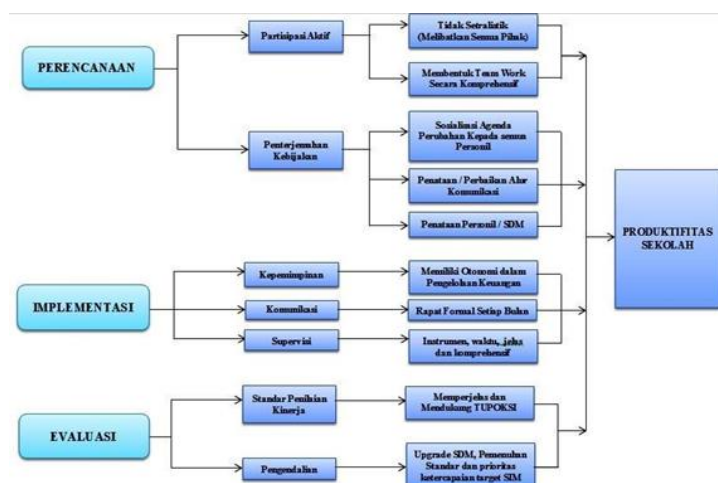 PERENCANAAN
Partisipasi Aktif
Tidak Setralistik
(Melibatkan Semua Pihak)
Membentuk Team Work
Secara Komprehensif
Penterjemahan
Kebijakan
Sosialisasi Agenda
Perubahan Kepada semua
Personil
Penataan / Perbaikan Alur
Komunikasi
Penataan Personil / SDM
PRODUKTIFITAS
SEKOLAH
IMPLEMENTASI
Kepemimpinan
Memiliki Otonomi dalam
Pengelolaan Keuangan
Komunikasi
Rapat Formal Setiap Bulan
Supervisi
Instrumen, waktu, jelas
dan komprehensif
EVALUASI
Standar Penilaian
Kinerja
Memperjelas dan
Mendukung TUPOKSI
Pengendalian
Upgrade SDM, Pemenuhan
Standar dan prioritas
ketercapaian target SIM